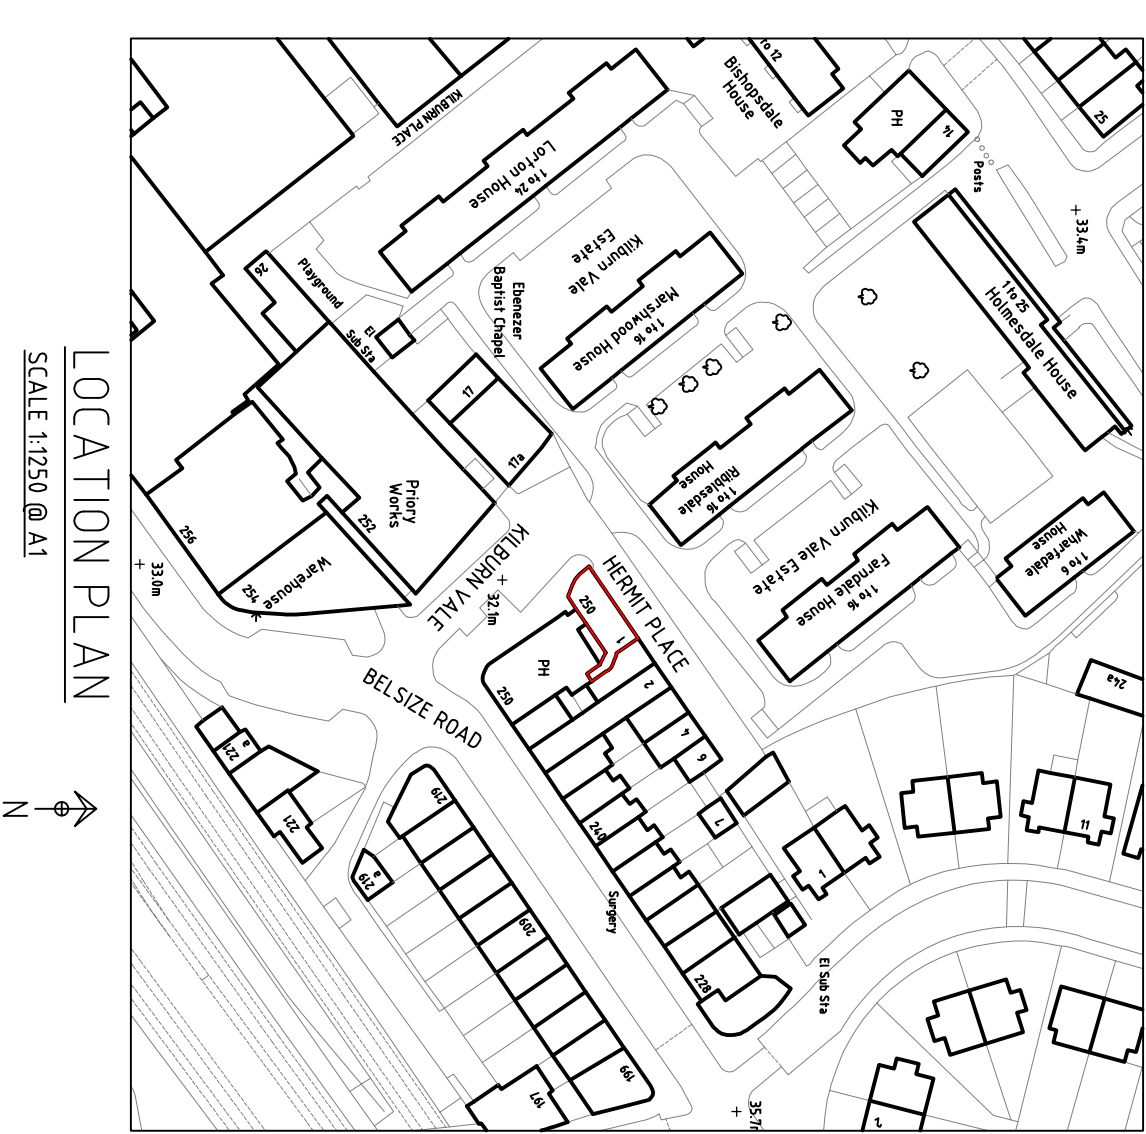 LOCATION PLAN
SCALE 1:1250 @ A1
N
KILBURN PLACE
Lorton House
1 to 24
Bishopsdale
House
to 12
PH
14
25
Posts
33.4m
Holmesdale House
1 to 25
Kilburn Vale
Estate
Marshwood House
1 to 16
Ebenezer
Baptist Chapel
Playground
26
El
Sub Sta
17
17a
Ribblesdale
House
1 to 16
Kilburn Vale Estate
Farndale House
1 to 16
Wharfedale
House
1 to 6
24a
Priory
Works
252
256
254
Warehouse
33.0m
KILBURN VALE
32.1m
HERMIT PLACE
250
1
PH
250
2
4
6
7
BELSIZE ROAD
221
a
221
219
219
a
240
Surgery
209
228
El Sub Sta
1
11
199
197
35.7
2